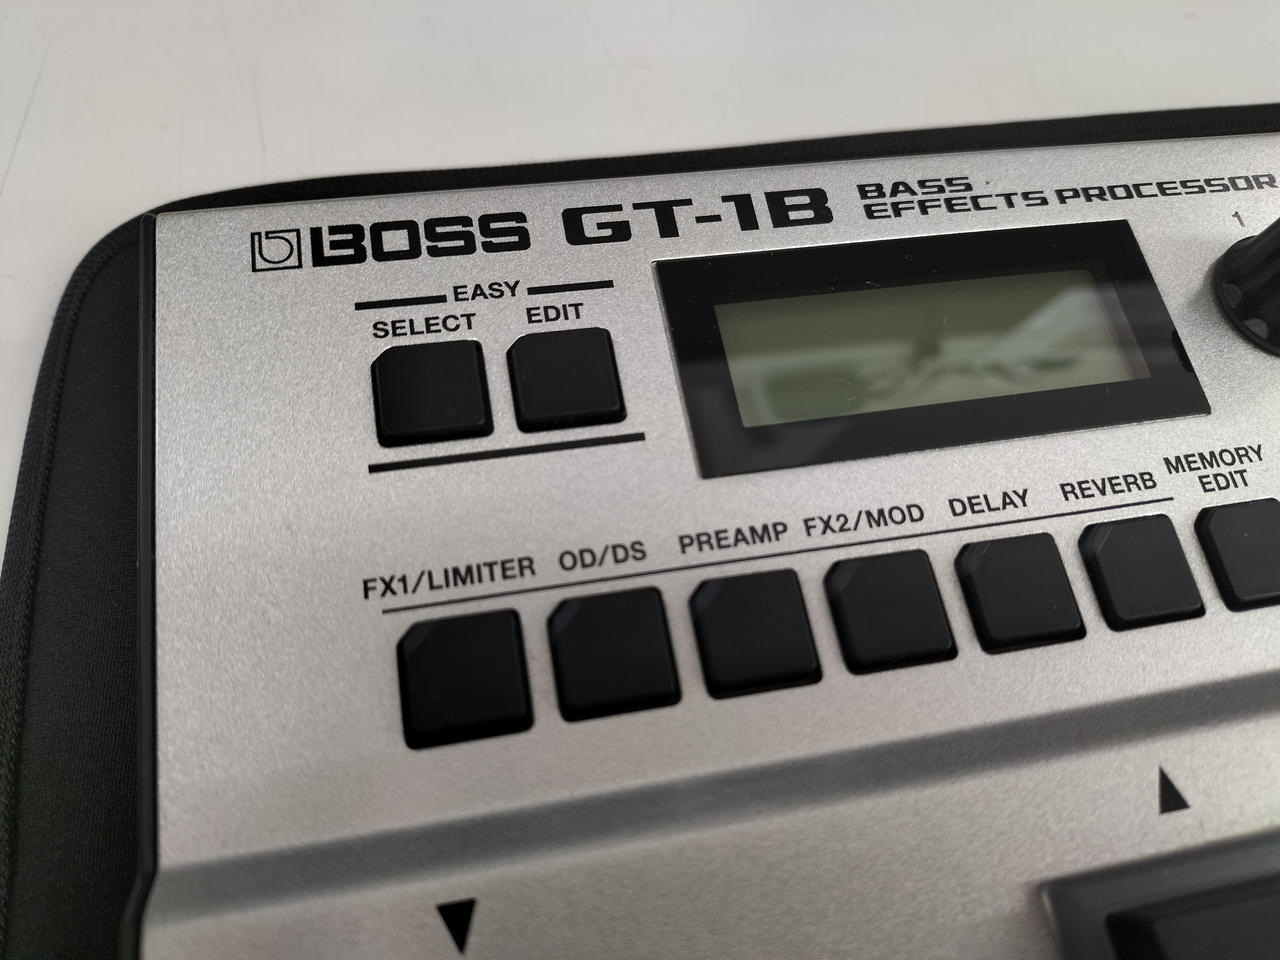 BOSS GT-1B BASS
EFFECTS PROCESSOR
1
EASY
SELECT EDIT
FX1/LIMITER OD/DS PREAMP FX2/MOD DELAY REVERB MEMORY
EDIT